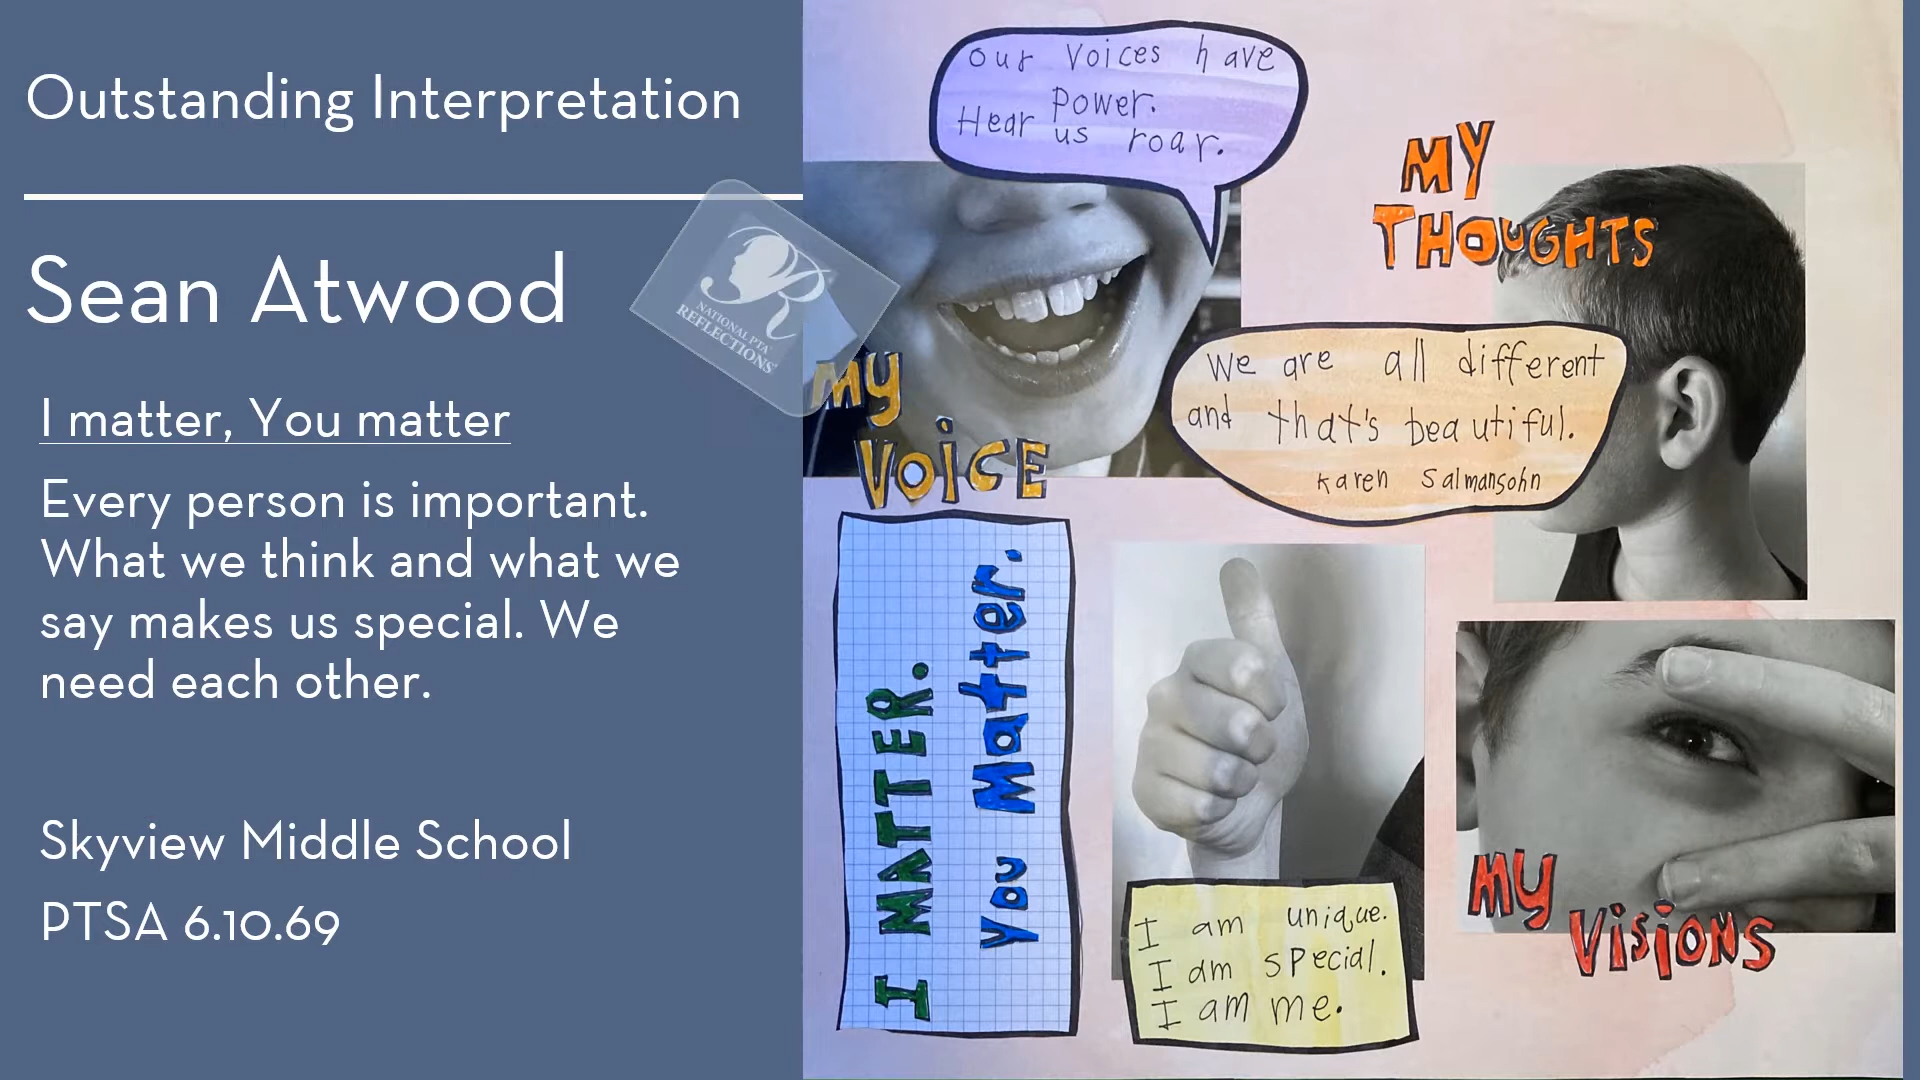 Outstanding Interpretation
Sean Atwood
I matter, You matter
Every person is important.
What we think and what we
say makes us special. We
need each other.
Skyview Middle School
PTSA 6.10.69
NATIONAL PTA
REFLECTIONS®
Our Voices have
Power.
Hear us roar.
MY
THOUGHTS
MY
VOiCE
We are all different
and that's beautiful.
Karen Salmansohn
I MATTER.
You Matter.
I am unique.
I am special.
I am me.
MY
VisiONS